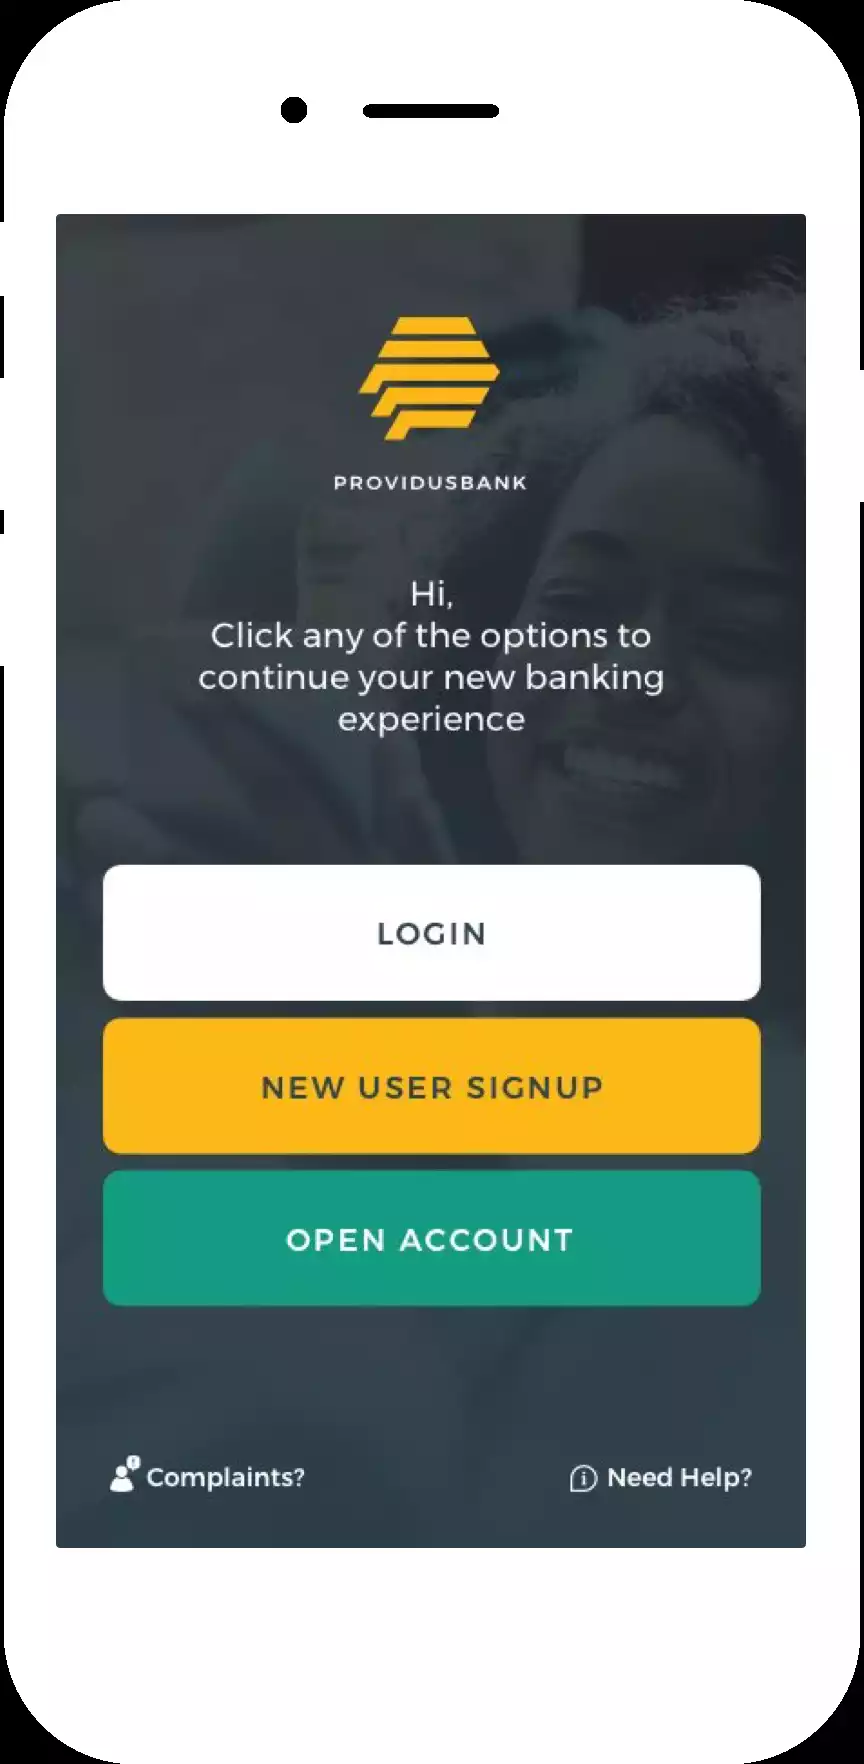 PROVIDUSBANK
Hi,
Click any of the options to
continue your new banking
experience
LOGIN
NEW USER SIGNUP
OPEN ACCOUNT
Complaints?
Need Help?